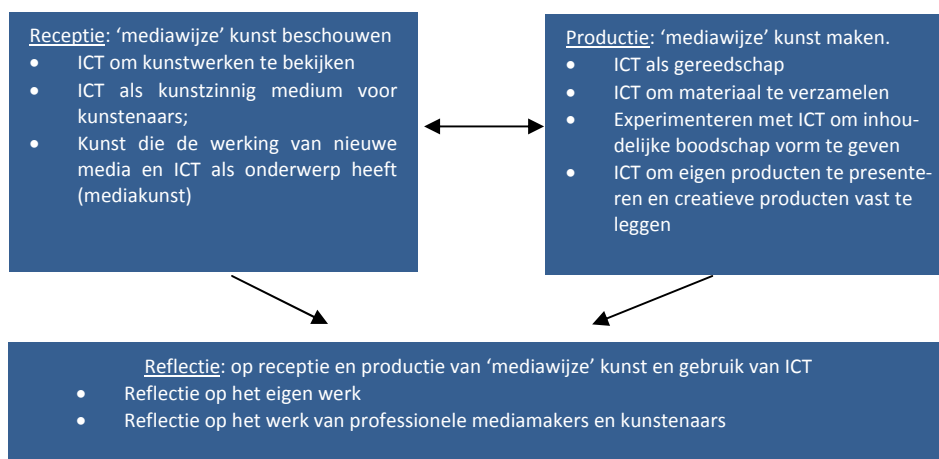 Receptie: ‘mediawijze’ kunst beschouwen
• ICT om kunstwerken te bekijken
• ICT als kunstzinnig medium voor
kunstenaars;
• Kunst die de werking van nieuwe
media en ICT als onderwerp heeft
(mediakunst)
Productie: ‘mediawijze’ kunst maken.
• ICT als gereedschap
• ICT om materiaal te verzamelen
• Experimenteren met ICT om inhou-
delijke boodschap vorm te geven
• ICT om eigen producten te presente-
ren en creatieve producten vast te
leggen
Reflectie: op receptie en productie van ‘mediawijze’ kunst en gebruik van ICT
• Reflectie op het eigen werk
• Reflectie op het werk van professionele mediamakers en kunstenaars